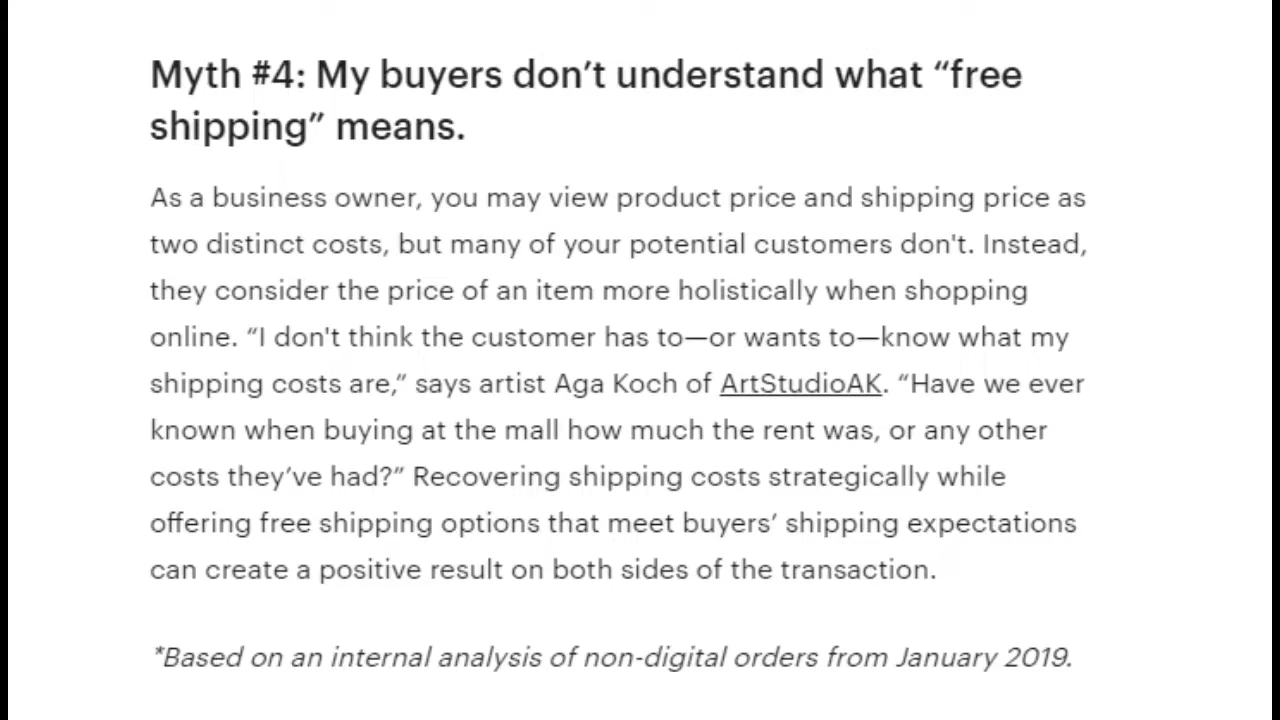 Myth #4: My buyers don’t understand what “free
shipping” means.
As a business owner, you may view product price and shipping price as
two distinct costs, but many of your potential customers don't. Instead,
they consider the price of an item more holistically when shopping
online. “I don't think the customer has to—or wants to—know what my
shipping costs are,” says artist Aga Koch of ArtStudioAK. “Have we ever
known when buying at the mall how much the rent was, or any other
costs they’ve had?” Recovering shipping costs strategically while
offering free shipping options that meet buyers’ shipping expectations
can create a positive result on both sides of the transaction.
*Based on an internal analysis of non-digital orders from January 2019.